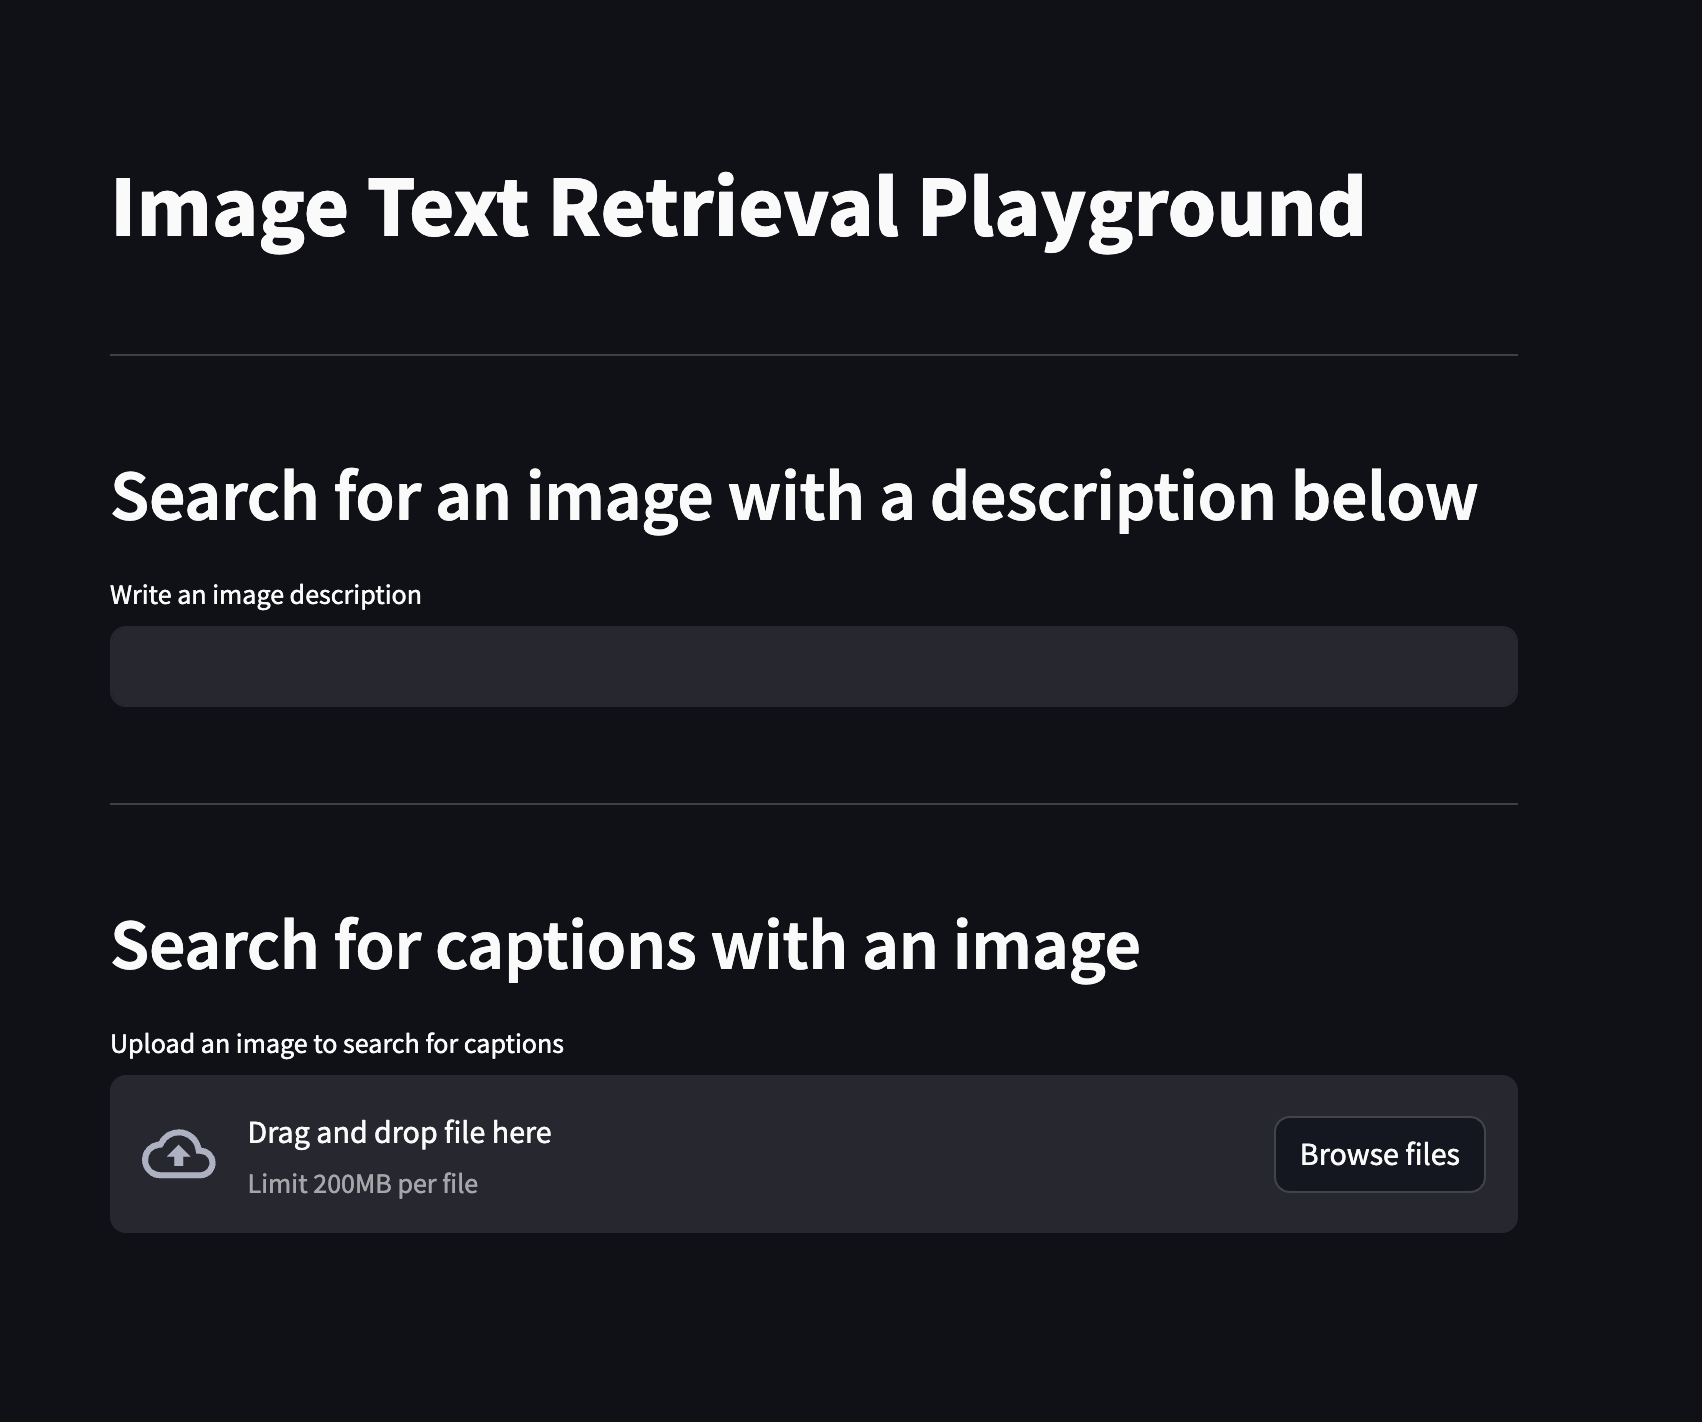 Image Text Retrieval Playground
Search for an image with a description below
Write an image description
Search for captions with an image
Upload an image to search for captions
Drag and drop file here
Limit 200MB per file
Browse files